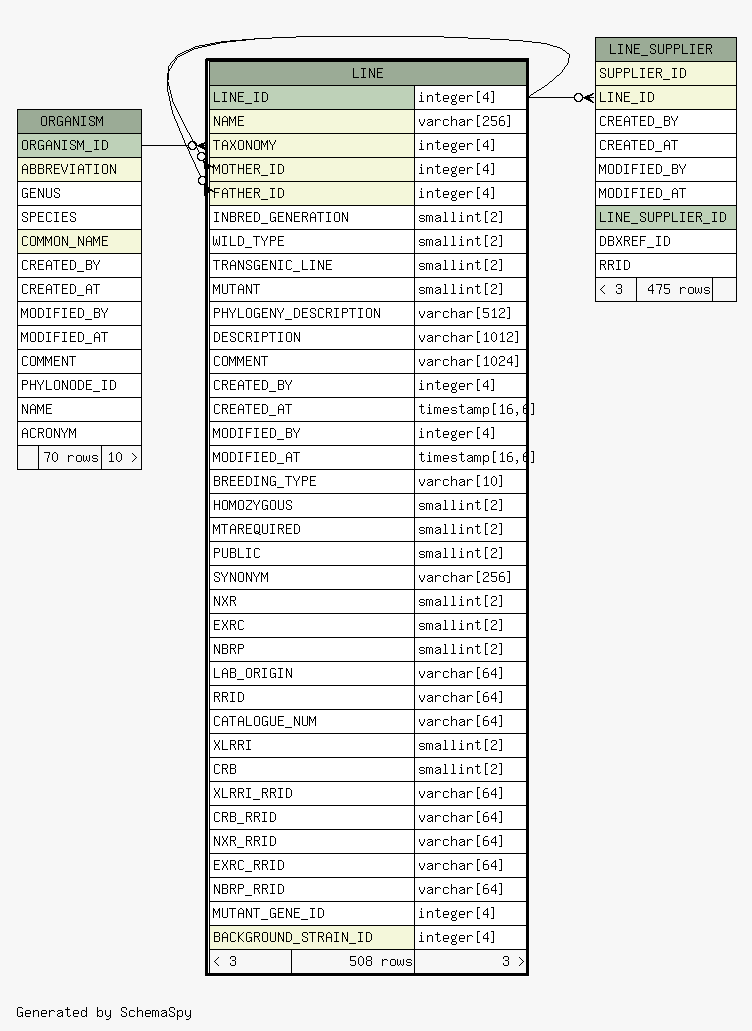 ORGANISM
ORGANISM_ID
ABBREVIATION
GENUS
SPECIES
COMMON_NAME
CREATED_BY
CREATED_AT
MODIFIED_BY
MODIFIED_AT
COMMENT
PHYLONODE_ID
NAME
ACRONYM
70 rows 10 >
LINE
LINE_ID integer[4]
NAME varchar[256]
TAXONOMY integer[4]
MOTHER_ID integer[4]
FATHER_ID integer[4]
INBRED_GENERATION smallint[2]
WILD_TYPE smallint[2]
TRANSGENIC_LINE smallint[2]
MUTANT smallint[2]
PHYLOGENY_DESCRIPTION varchar[512]
DESCRIPTION varchar[1012]
COMMENT varchar[1024]
CREATED_BY integer[4]
CREATED_AT timestamp[16,6]
MODIFIED_BY integer[4]
MODIFIED_AT timestamp[16,6]
BREEDING_TYPE varchar[10]
HOMOZYGOUS smallint[2]
MTAREQUIRED smallint[2]
PUBLIC smallint[2]
SYNONYM varchar[256]
NXR smallint[2]
EXRC smallint[2]
NBRP smallint[2]
LAB_ORIGIN varchar[64]
RRID varchar[64]
CATALOGUE_NUM varchar[64]
XLRRI smallint[2]
CRB smallint[2]
XLRRI_RRID varchar[64]
CRB_RRID varchar[64]
NXR_RRID varchar[64]
EXRC_RRID varchar[64]
NBRP_RRID varchar[64]
MUTANT_GENE_ID integer[4]
BACKGROUND_STRAIN_ID integer[4]
< 3 508 rows 3 >
LINE_SUPPLIER
SUPPLIER_ID
LINE_ID
CREATED_BY
CREATED_AT
MODIFIED_BY
MODIFIED_AT
LINE_SUPPLIER_ID
DBXREF_ID
RRID
< 3 475 rows
Generated by SchemaSpy